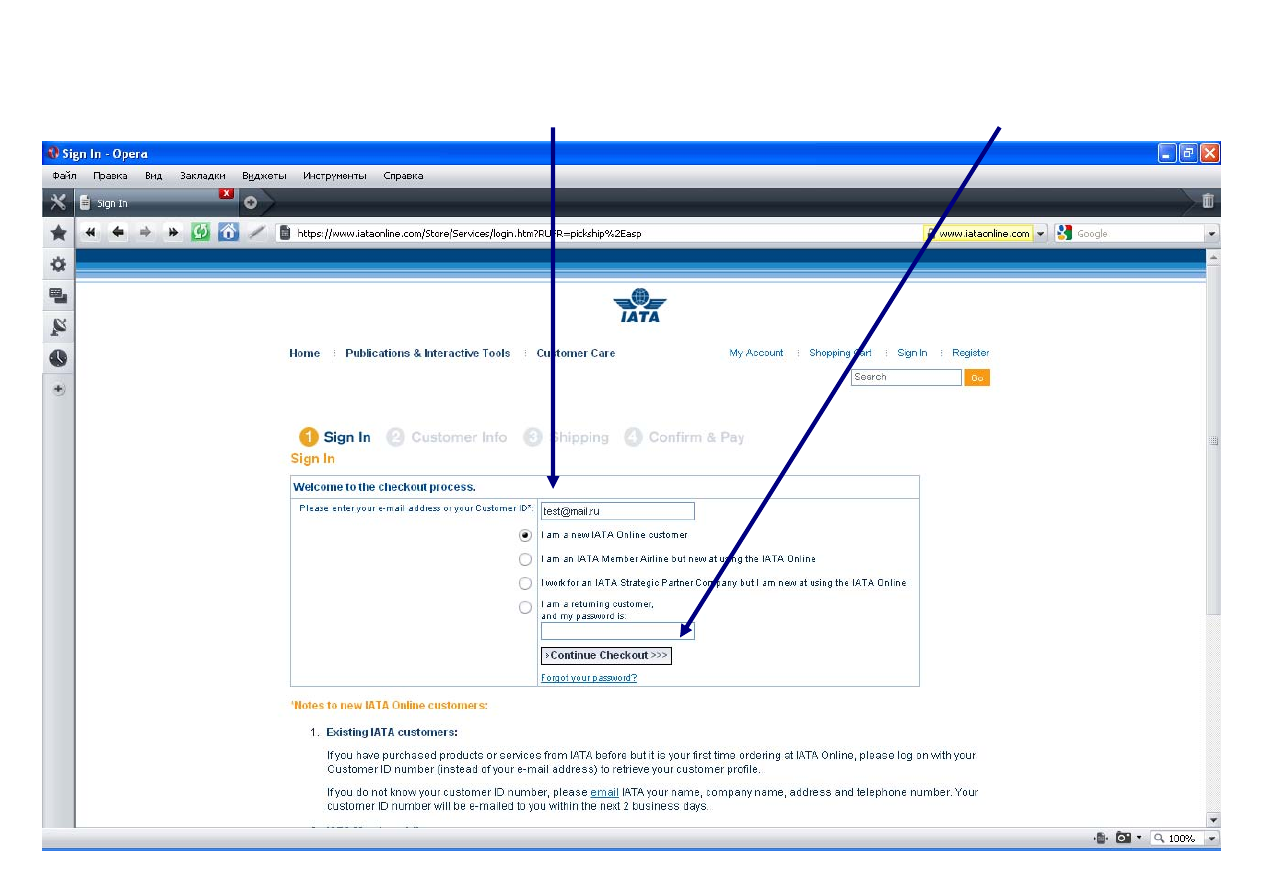 Sign In - Opera
Файл Правка Вид Закладки Виджеты Инструменты Справка
Sign In
https://www.iataonline.com/Store/Services/login.htm?RURR=pickship%2Easp www.iataonline.com Google
IATA
Home Publications & Interactive Tools Customer Care My Account Shopping Cart Sign In Register
Search Go
1 Sign In 2 Customer Info 3 Shipping 4 Confirm & Pay
Sign In
Welcome to the checkout process.
Please enter your e-mail address or your Customer ID*: test@mail.ru
I am a new IATA Online customer
I am an IATA Member Airline but new at using the IATA Online
I work for an IATA Strategic Partner Company but I am new at using the IATA Online
I am a returning customer,
and my password is:
›Continue Checkout >>>
Forgot your password?
*Notes to new IATA Online customers:
1. Existing IATA customers:
If you have purchased products or services from IATA before but it is your first time ordering at IATA Online, please log on with your
Customer ID number (instead of your e-mail address) to retrieve your customer profile.
If you do not know your customer ID number, please email IATA your name, company name, address and telephone number. Your
customer ID number will be e-mailed to you within the next 2 business days.
100%